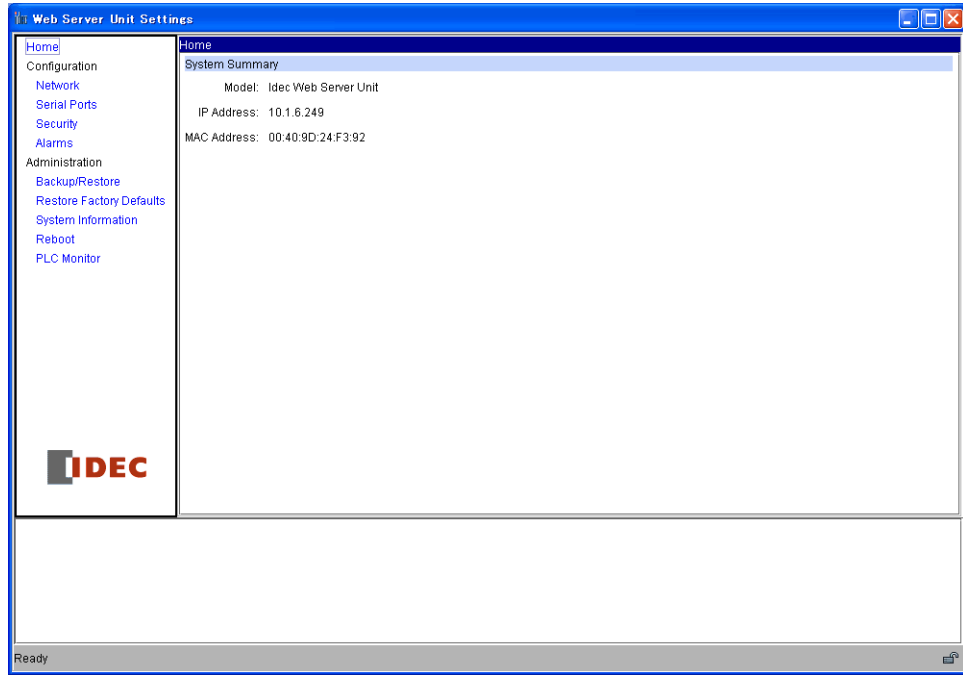 Web Server Unit Settings
Home
Configuration
Network
Serial Ports
Security
Alarms
Administration
Backup/Restore
Restore Factory Defaults
System Information
Reboot
PLC Monitor
IDEC
Home
System Summary
Model: Idec Web Server Unit
IP Address: 10.1.6.249
MAC Address: 00:40:9D:24:F3:92
Ready